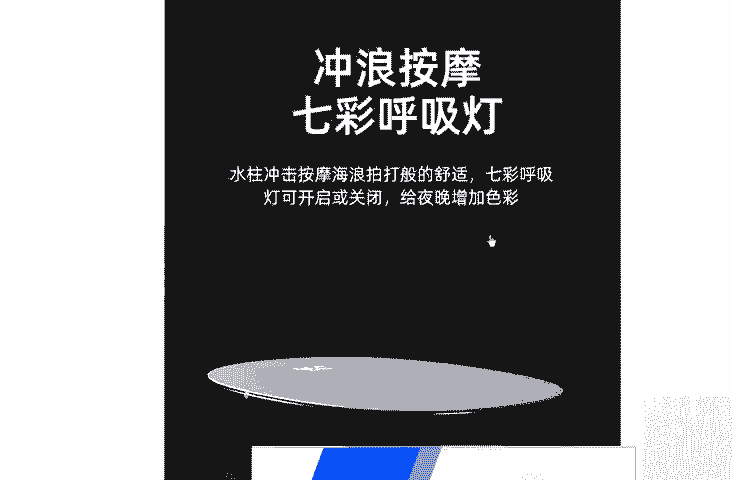 冲浪按摩
七彩呼吸灯
水柱冲击按摩海浪拍打般的舒适，七彩呼吸
灯可开启或关闭，给夜晚增加色彩